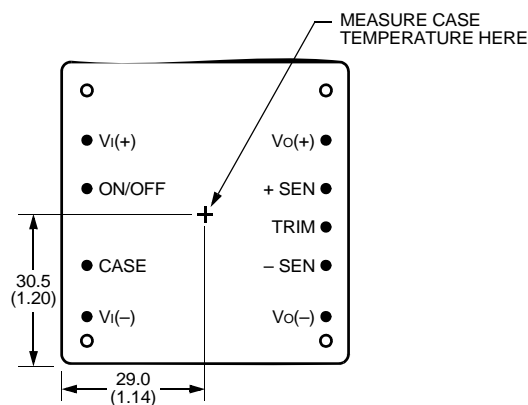 MEASURE CASE
TEMPERATURE HERE
VI(+) VO(+)
ON/OFF + SEN
TRIM
CASE – SEN
30.5
(1.20)
VI(–) VO(–)
29.0
(1.14)